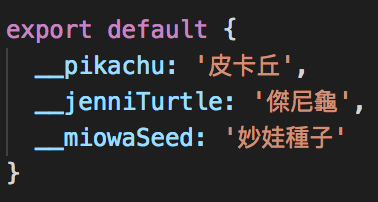 export default {
__pikachu: '皮卡丘',
__jenniTurtle: '傑尼龜',
__miowaSeed: '妙娃種子'
}